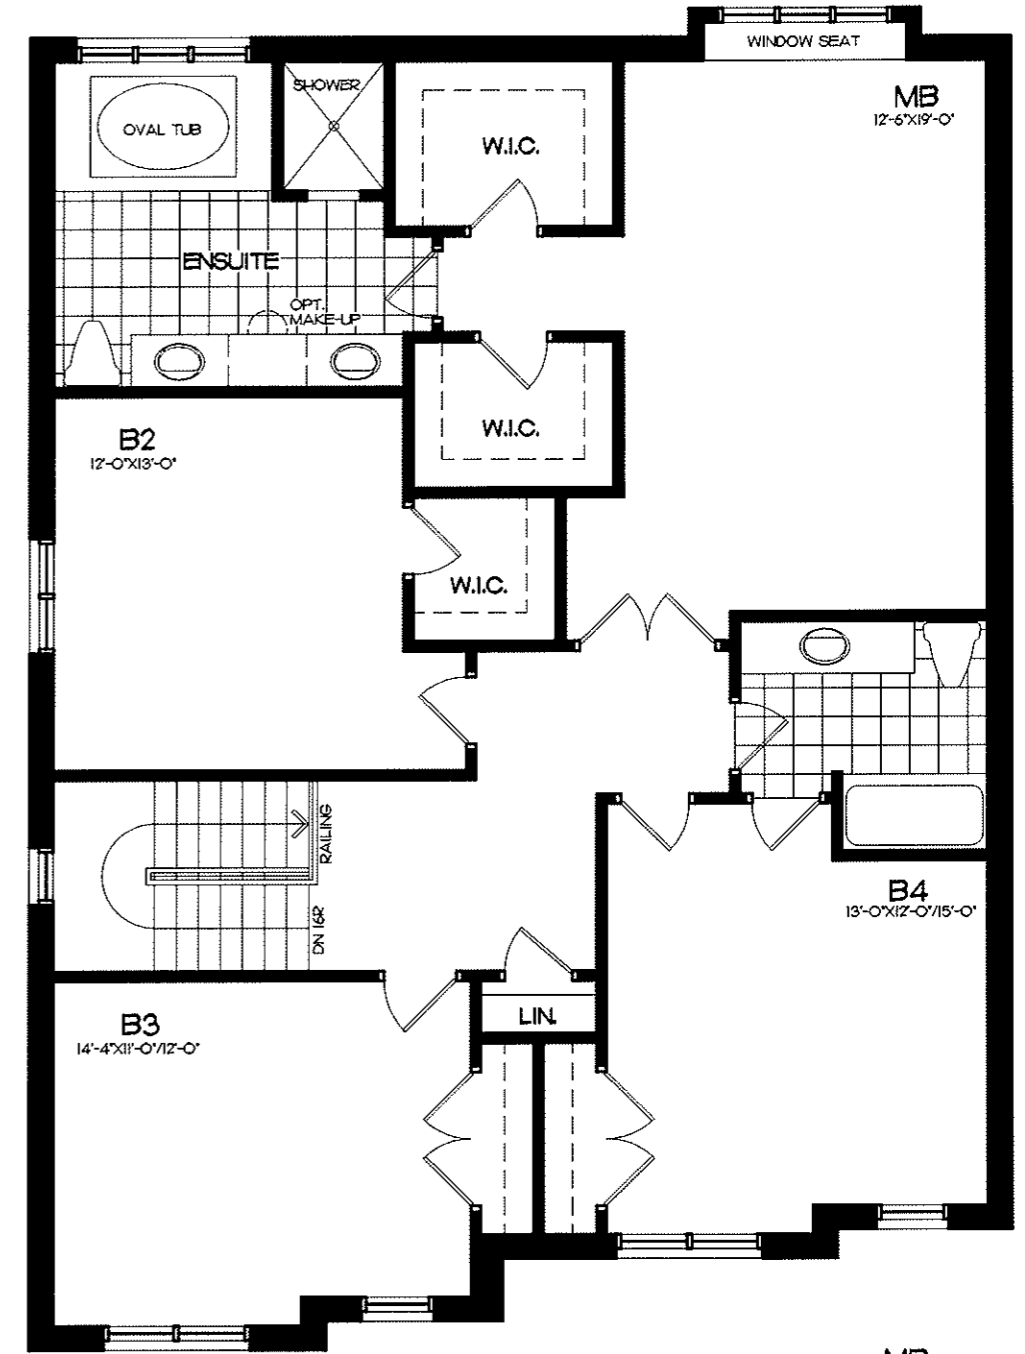 WINDOW SEAT
MB
12'-6"X19'-0"
SHOWER
OVAL TUB
W.I.C.
ENSUITE
OPT.
MAKE-UP
W.I.C.
B2
12'-0"X13'-0"
W.I.C.
RAILING
DN 16R
B4
13'-0"X12'-0"/15'-0"
LIN.
B3
14'-4"X11'-0"/12'-0"